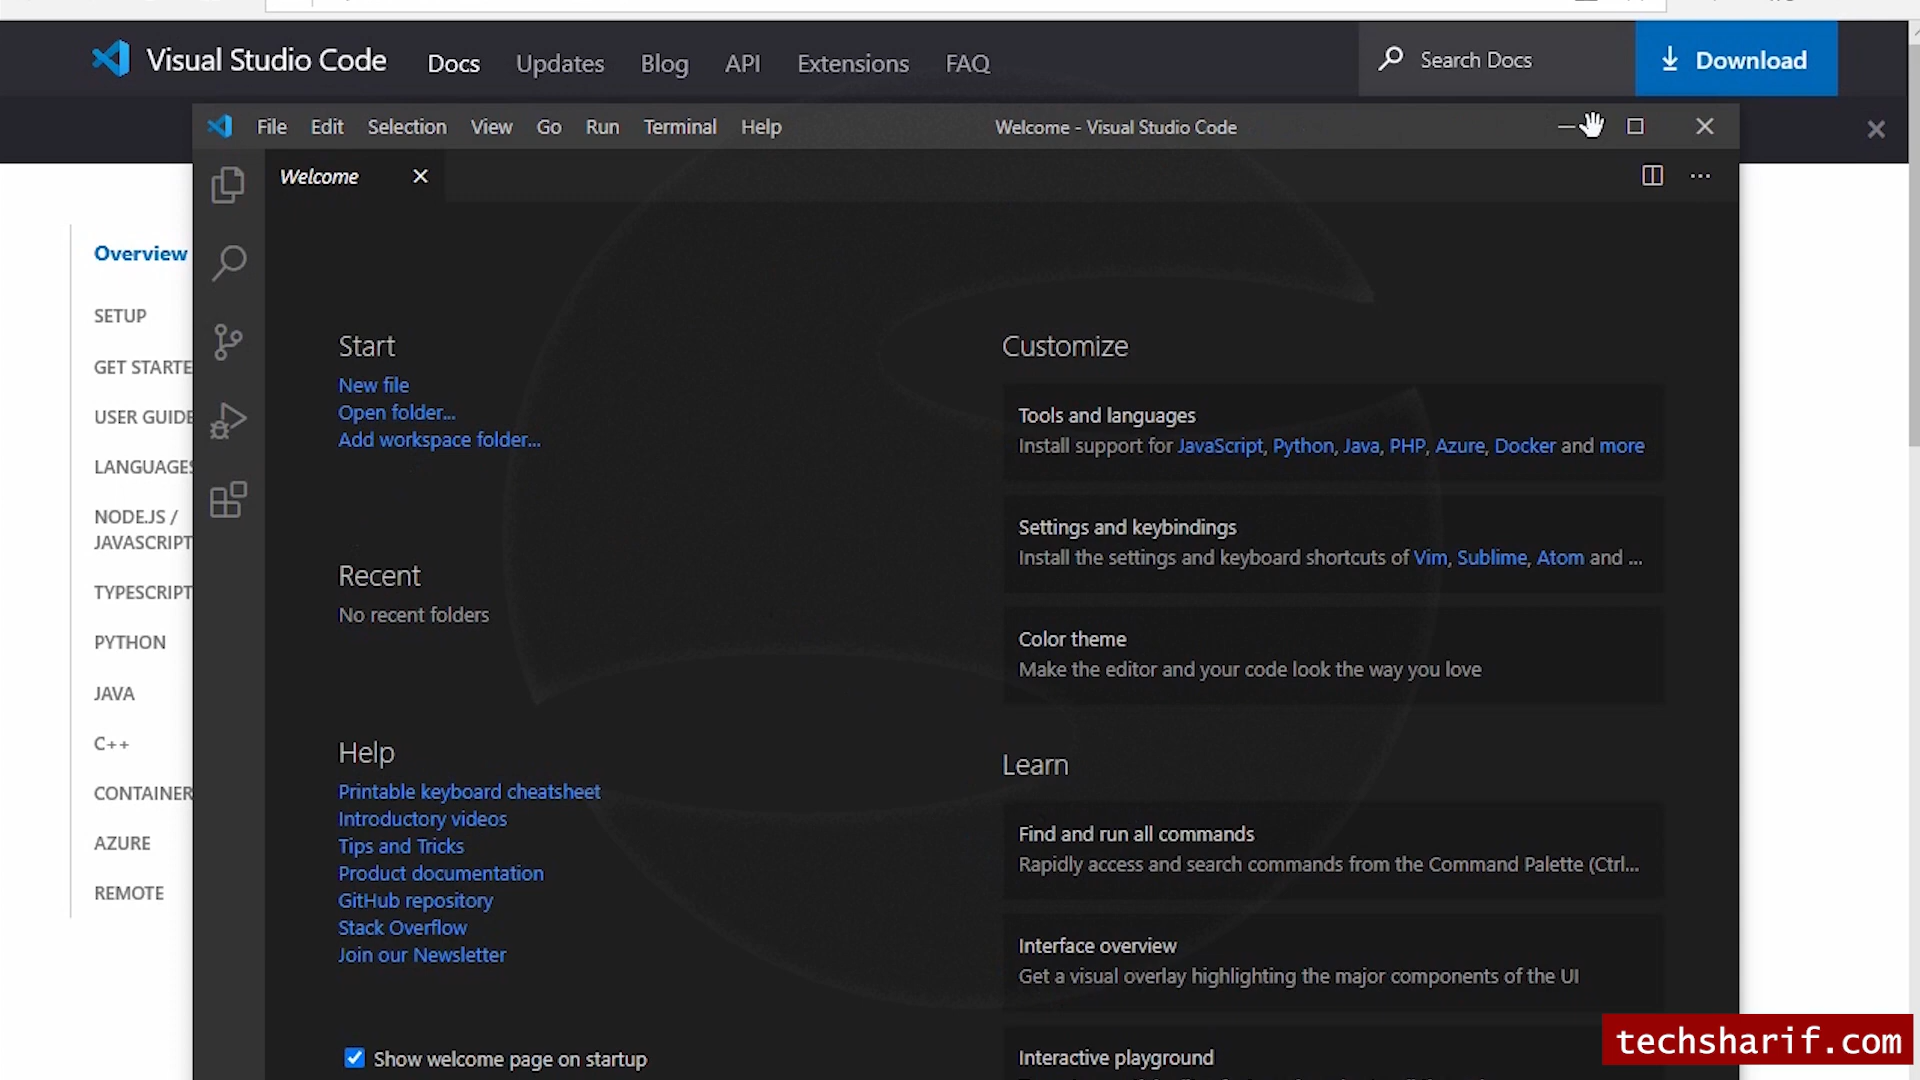 Visual Studio Code
Docs
Updates
Blog
API
Extensions
FAQ
Search Docs
Download
File
Edit
Selection
View
Go
Run
Terminal
Help
Welcome - Visual Studio Code
Welcome
Overview
SETUP
GET STARTE
USER GUIDE
LANGUAGES
NODE.JS /
JAVASCRIPT
TYPESCRIPT
PYTHON
JAVA
C++
CONTAINER
AZURE
REMOTE
Start
New file
Open folder...
Add workspace folder...
Recent
No recent folders
Help
Printable keyboard cheatsheet
Introductory videos
Tips and Tricks
Product documentation
GitHub repository
Stack Overflow
Join our Newsletter
Show welcome page on startup
Customize
Tools and languages
Install support for JavaScript, Python, Java, PHP, Azure, Docker and more
Settings and keybindings
Install the settings and keyboard shortcuts of Vim, Sublime, Atom and ...
Color theme
Make the editor and your code look the way you love
Learn
Find and run all commands
Rapidly access and search commands from the Command Palette (Ctrl...
Interface overview
Get a visual overlay highlighting the major components of the UI
Interactive playground
techsharif.com